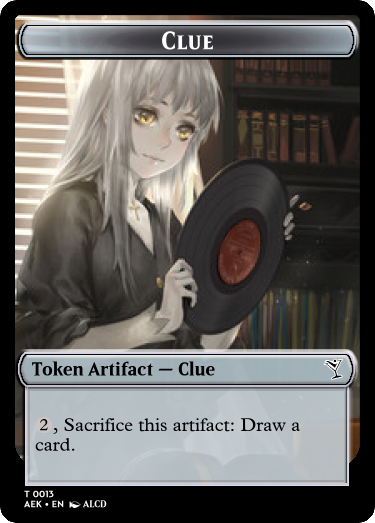 Clue
Token Artifact — Clue
2, Sacrifice this artifact: Draw a
card.
T 0013
AEK • EN ALCD